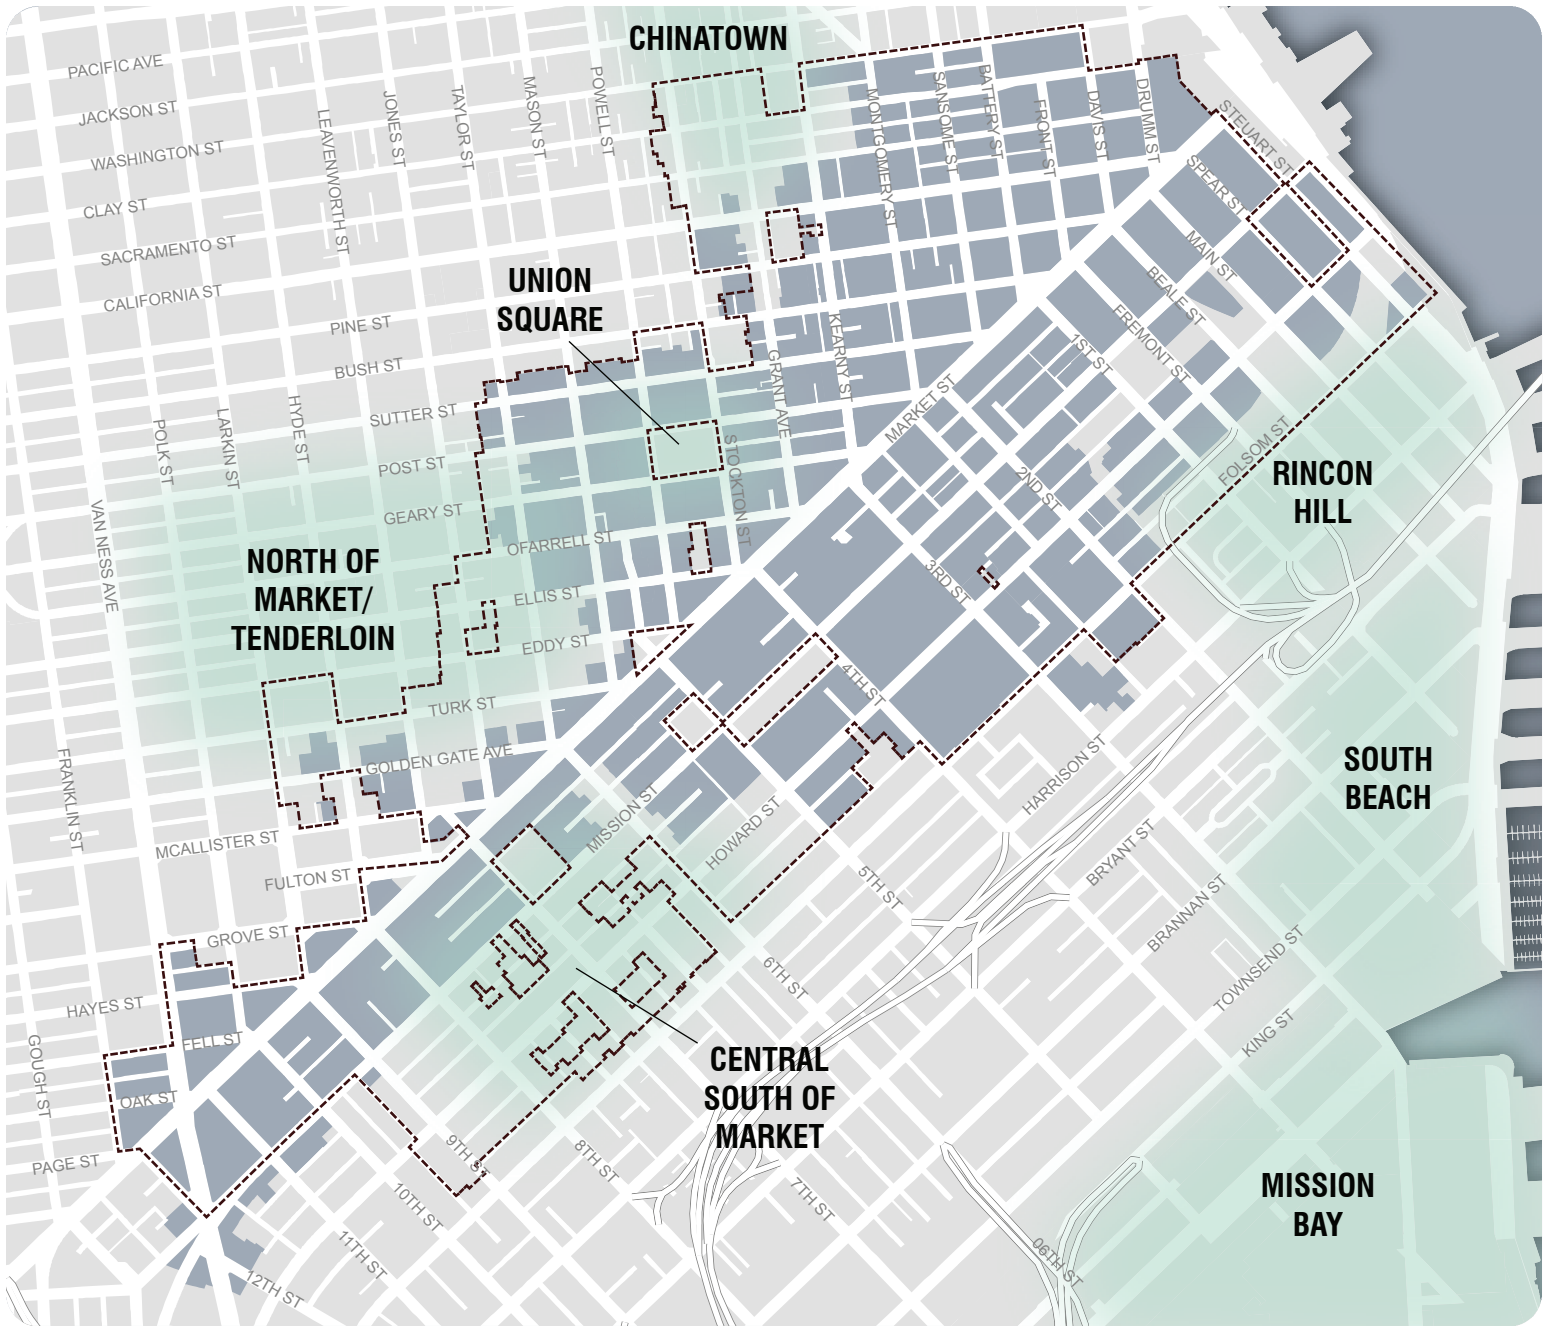 CHINATOWN
PACIFIC AVE
JACKSON ST
WASHINGTON ST
CLAY ST
SACRAMENTO ST
CALIFORNIA ST
LEAVENWORTH ST
JONES ST
TAYLOR ST
MASON ST
POWELL ST
MONTGOMERY ST
SANSOME ST
BATTERY ST
FRONT ST
DAVIS ST
DRUMM ST
STEUART ST
SPEAR ST
MAIN ST
BEALE ST
FREMONT ST
1ST ST
UNION
SQUARE
PINE ST
BUSH ST
SUTTER ST
POST ST
GEARY ST
OFARRELL ST
ELLIS ST
EDDY ST
TURK ST
GOLDEN GATE AVE
POLK ST
LARKIN ST
HYDE ST
VAN NESS AVE
FRANKLIN ST
GOUGH ST
KEARNY ST
GRANT AVE
STOCKTON ST
MARKET ST
2ND ST
3RD ST
4TH ST
FOLSOM ST
RINCON
HILL
NORTH OF
MARKET/
TENDERLOIN
MCALLISTER ST
FULTON ST
GROVE ST
HAYES ST
FELL ST
OAK ST
PAGE ST
MISSION ST
HOWARD ST
HARRISON ST
BRYANT ST
BRANNAN ST
TOWNSEND ST
KING ST
5TH ST
6TH ST
7TH ST
8TH ST
9TH ST
10TH ST
11TH ST
12TH ST
06TH ST
SOUTH
BEACH
CENTRAL
SOUTH OF
MARKET
MISSION
BAY